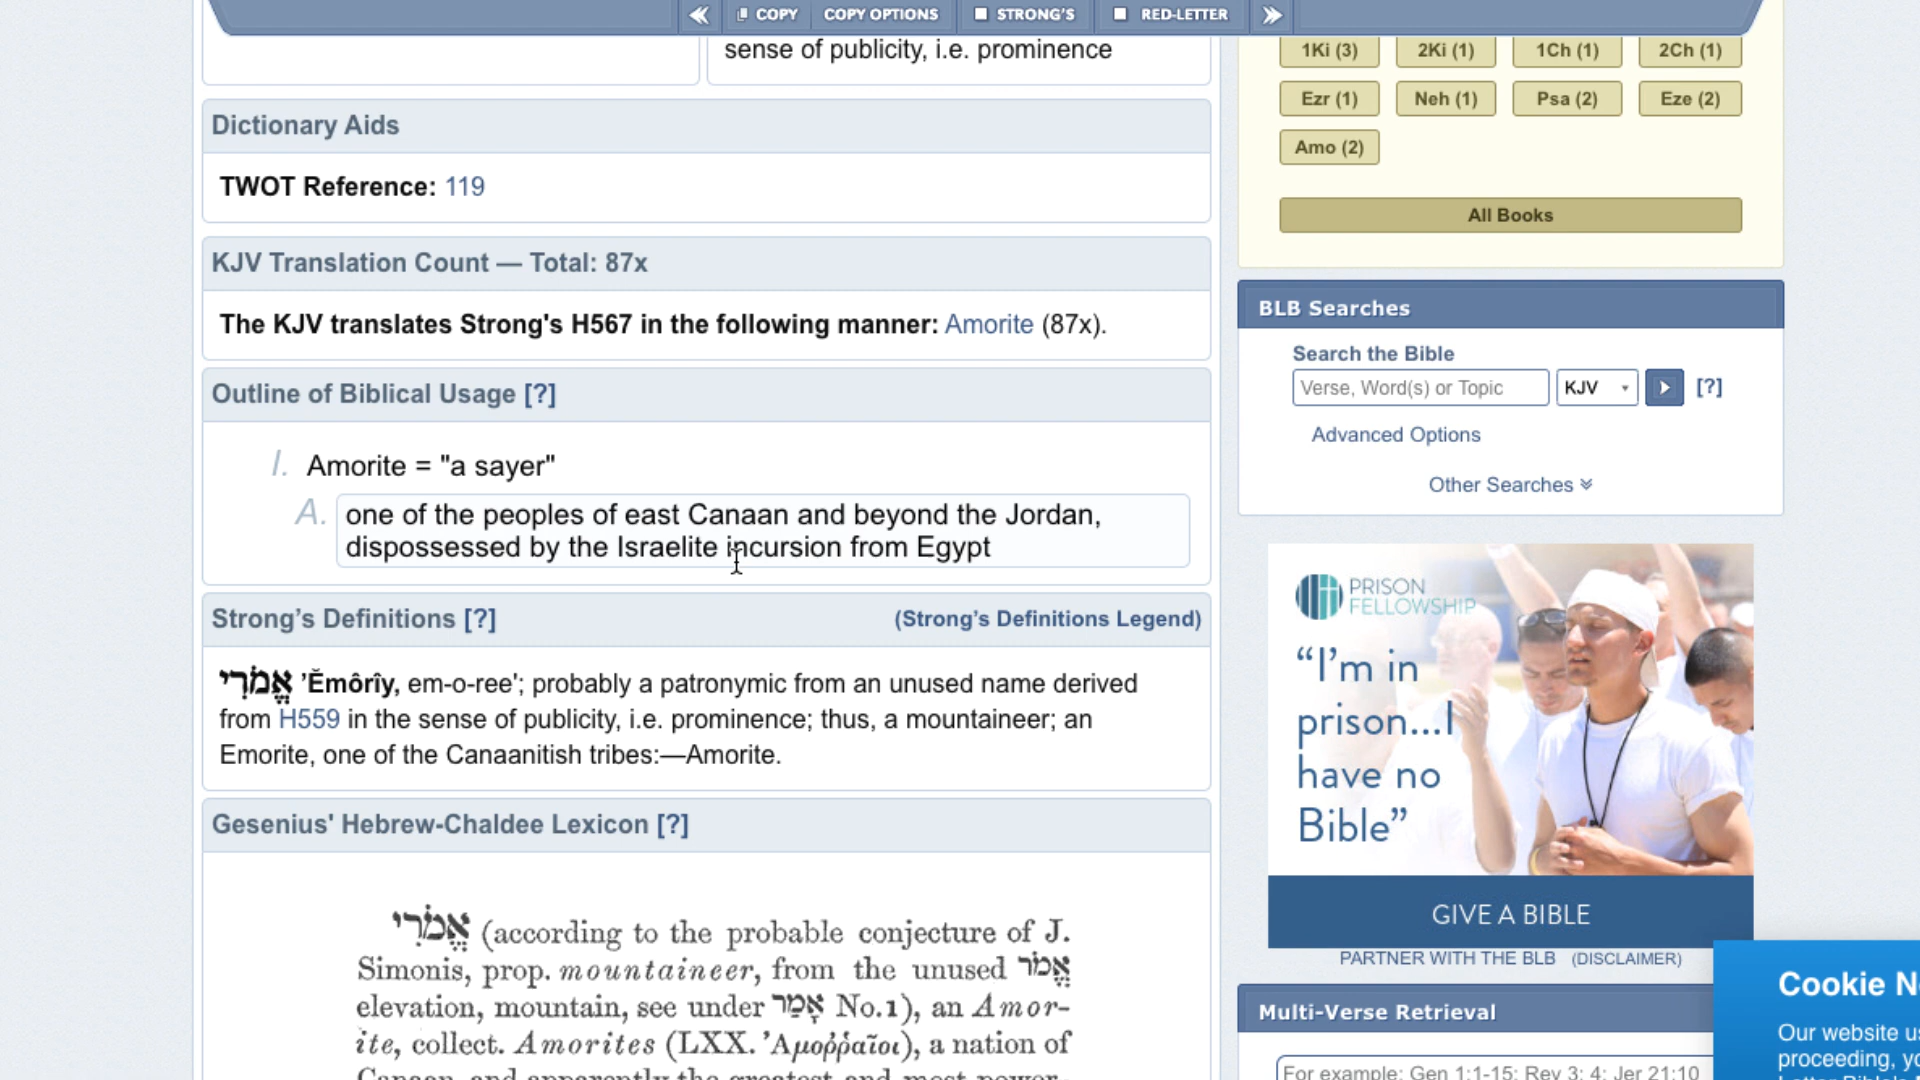 COPY COPY OPTIONS STRONG'S RED-LETTER
sense of publicity, i.e. prominence
Dictionary Aids
TWOT Reference: 119
KJV Translation Count — Total: 87x
The KJV translates Strong's H567 in the following manner: Amorite (87x).
Outline of Biblical Usage [?]
I. Amorite = "a sayer"
A. one of the peoples of east Canaan and beyond the Jordan,
dispossessed by the Israelite incursion from Egypt
Strong’s Definitions [?] (Strong’s Definitions Legend)
אֱמֹרִי ʼĔmôrîy, em-o-ree'; probably a patronymic from an unused name derived
from H559 in the sense of publicity, i.e. prominence; thus, a mountaineer; an
Emorite, one of the Canaanitish tribes:—Amorite.
Gesenius' Hebrew-Chaldee Lexicon [?]
אֱמֹרִי (according to the probable conjecture of J.
Simonis, prop. mountaineer, from the unused אֱמֹר
elevation, mountain, see under אָמַר No. 1), an Amor-
ite, collect. Amorites (LXX. Ἀμοῤῥαῖοι), a nation of
Canaan, and apparently the greatest and most power-
1Ki (3) 2Ki (1) 1Ch (1) 2Ch (1)
Ezr (1) Neh (1) Psa (2) Eze (2)
Amo (2)
All Books
BLB Searches
Search the Bible
Verse, Word(s) or Topic KJV [?]
Advanced Options
Other Searches
PRISON
FELLOWSHIP
“I’m in
prison...I
have no
Bible”
GIVE A BIBLE
PARTNER WITH THE BLB (DISCLAIMER)
Multi-Verse Retrieval
For example: Gen 1:1-15; Rev 3; 4; Jer 21:10
Cookie N
Our website us
proceeding, yo